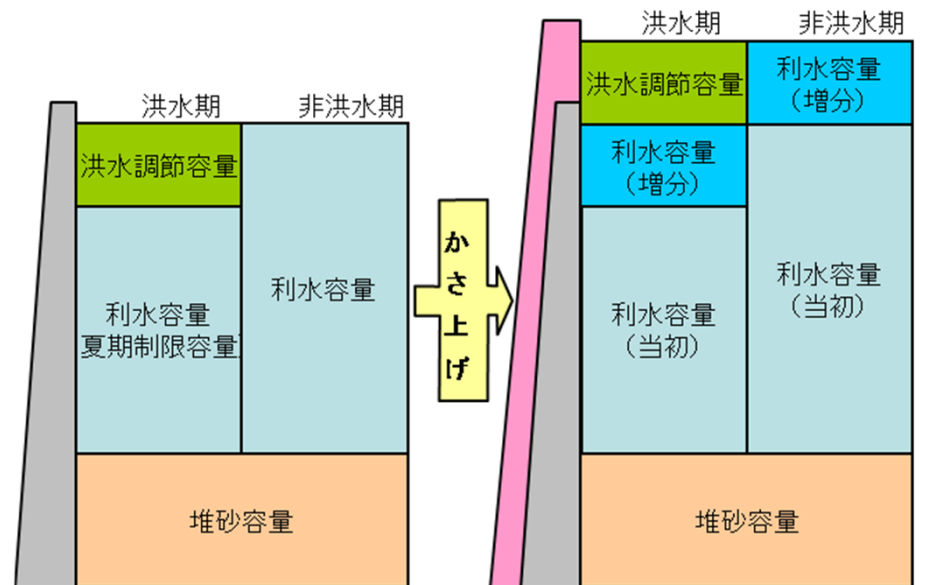 洪水期
非洪水期
洪水調節容量
利水容量
夏期制限容量
利水容量
堆砂容量
かさ上げ
洪水期
非洪水期
洪水調節容量
利水容量
（増分）
利水容量
（増分）
利水容量
（当初）
利水容量
（当初）
堆砂容量